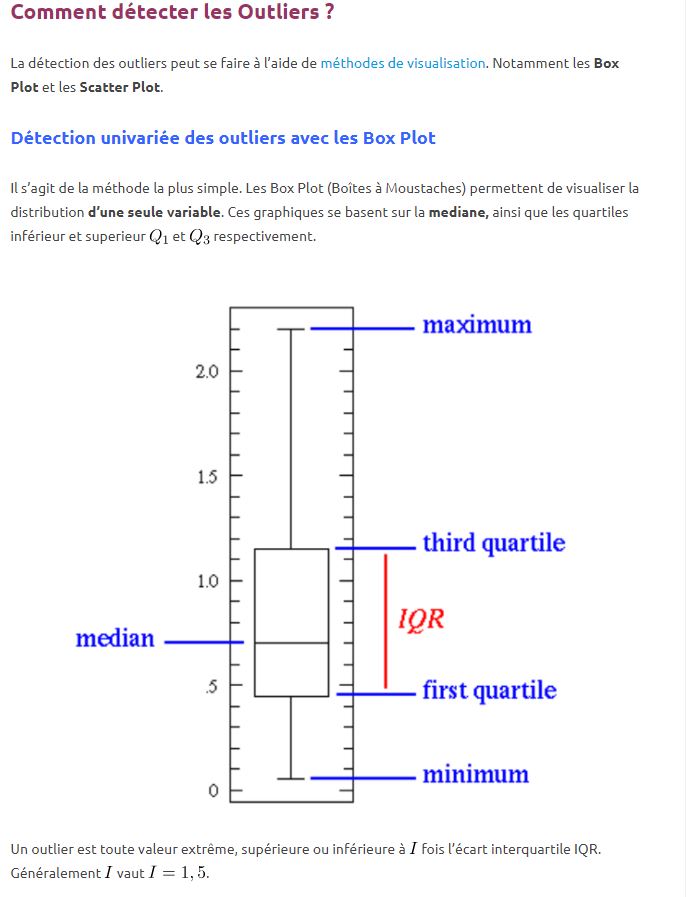 Comment détecter les Outliers ?
La détection des outliers peut se faire à l'aide de méthodes de visualisation. Notamment les Box
Plot et les Scatter Plot.
Détection univariée des outliers avec les Box Plot
Il s'agit de la méthode la plus simple. Les Box Plot (Boîtes à Moustaches) permettent de visualiser la
distribution d'une seule variable. Ces graphiques se basent sur la mediane, ainsi que les quartiles
inférieur et superieur Q1 et Q3 respectivement.
maximum
2.0
1.5
third quartile
1.0
IQR
median
.5
first quartile
minimum
0
Un outlier est toute valeur extrême, supérieure ou inférieure à I fois l'écart interquartile IQR.
Généralement I vaut I = 1, 5.